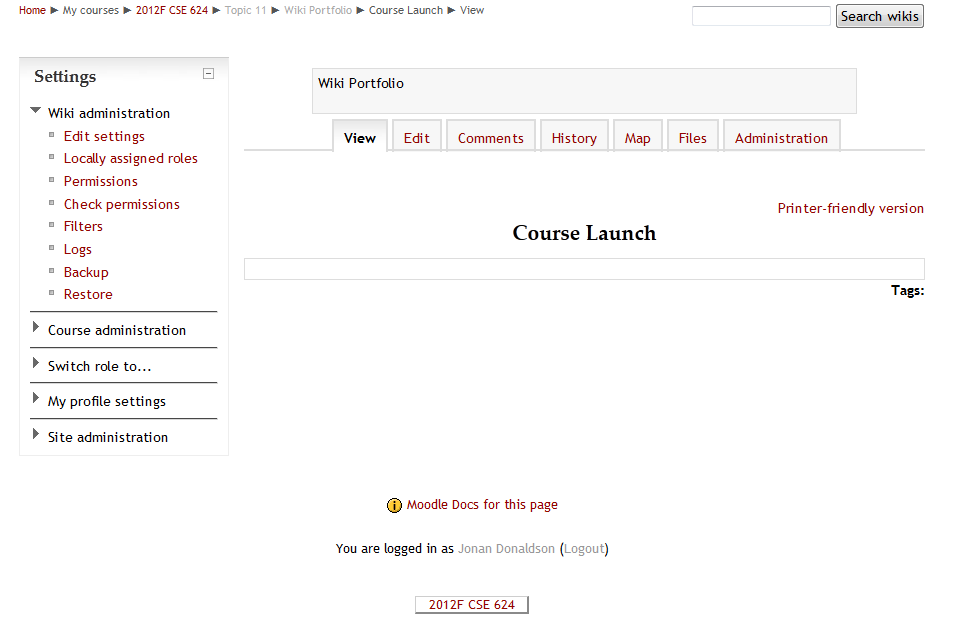 Home ► My courses ► 2012F CSE 624 ► Topic 11 ► Wiki Portfolio ► Course Launch ► View
Search wikis
Settings
Wiki administration
Edit settings
Locally assigned roles
Permissions
Check permissions
Filters
Logs
Backup
Restore
Course administration
Switch role to...
My profile settings
Site administration
Wiki Portfolio
View Edit Comments History Map Files Administration
Printer-friendly version
Course Launch
Tags:
Moodle Docs for this page
You are logged in as Jonan Donaldson (Logout)
2012F CSE 624